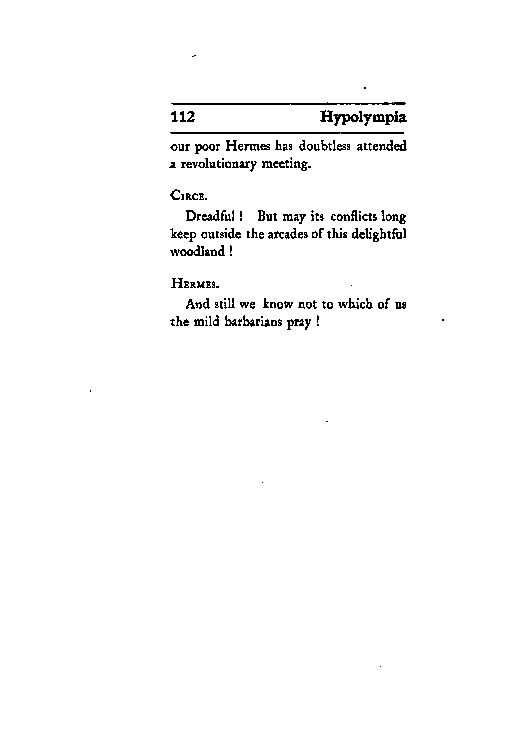 112 Hypolympia
our poor Hermes has doubtless attended
a revolutionary meeting.
Circe.
Dreadful ! But may its conflicts long
keep outside the arcades of this delightful
woodland !
Hermes.
And still we know not to which of us
the mild barbarians pray !